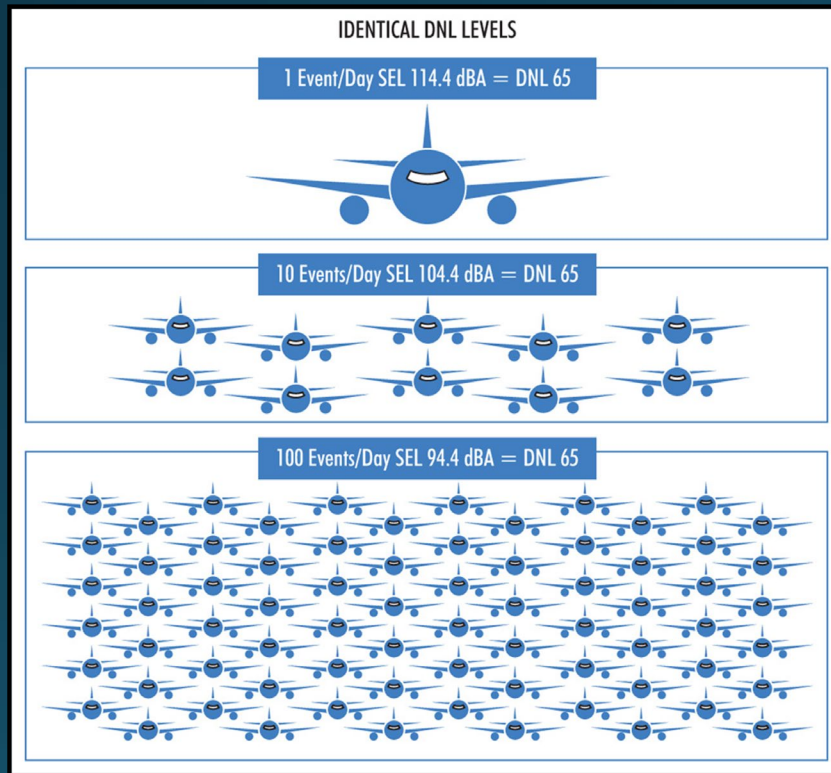 IDENTICAL DNL LEVELS
1 Event/Day SEL 114.4 dBA = DNL 65
10 Events/Day SEL 104.4 dBA = DNL 65
100 Events/Day SEL 94.4 dBA = DNL 65